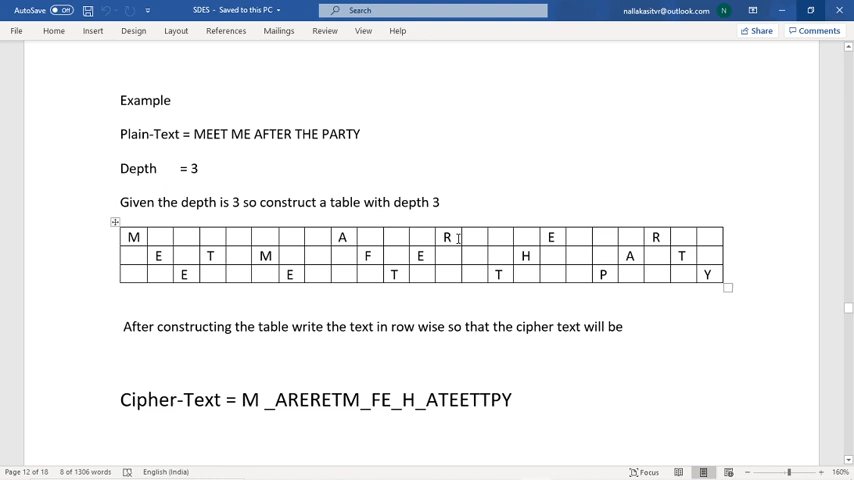 AutoSave Off SDES - Saved to this PC Search nallakasitvr@outlook.com N
File Home Insert Design Layout References Mailings Review View Help Share Comments
Example
Plain-Text = MEET ME AFTER THE PARTY
Depth = 3
Given the depth is 3 so construct a table with depth 3
M A R E R
E T M F E H A T
E E T T P Y
After constructing the table write the text in row wise so that the cipher text will be
Cipher-Text = M _ARERETM_FE_H_ATEETTPY
Page 12 of 18 8 of 1306 words English (India) Focus 160%